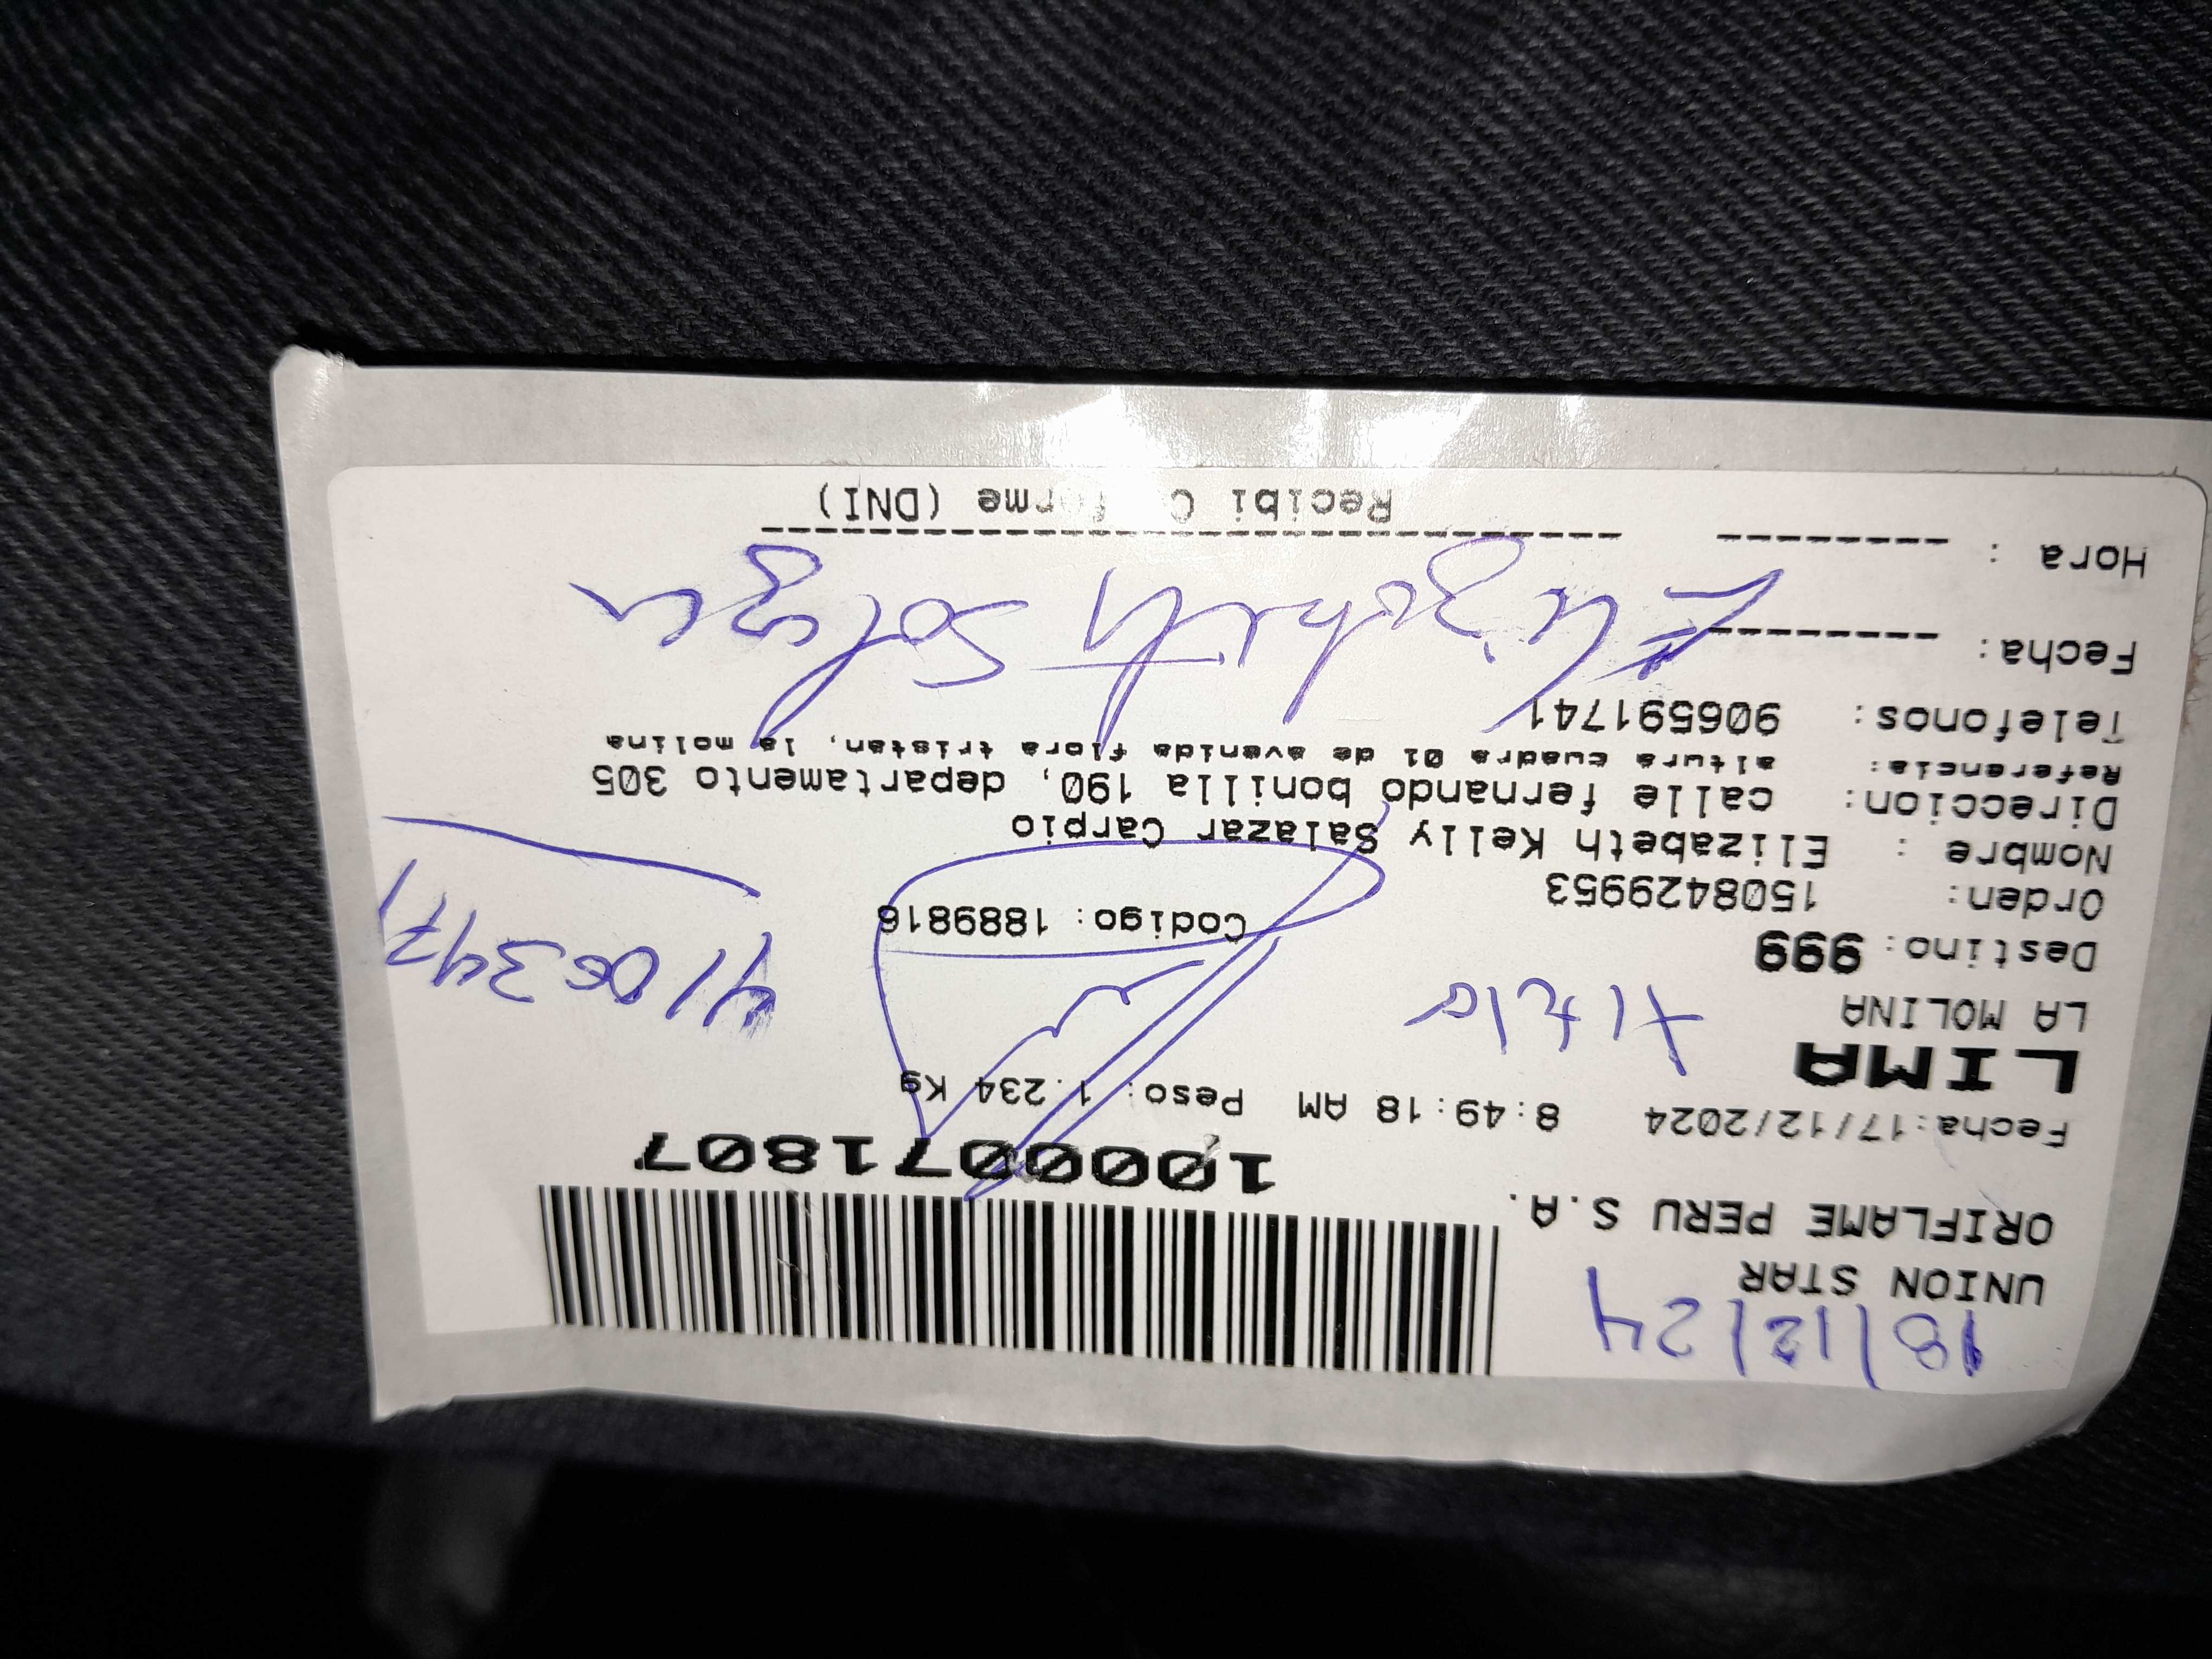 18/12/24
UNION STAR
ORIFLAME PERU S.A.
1000071807
Fecha:17/12/2024 8:49:18 AM Peso: 1.234 Kg
LIMA
LA MOLINA
Destino: 999
Codigo: 1889816
Orden: 1508429953
Nombre : Elizabeth Kelly Salazar Carpio
Direccion: calle fernando bonilla 190, departamento 305
Referencia: altura cuadra 01 de avenida flora tristan, la molina
Telefonos: 906591741
Fecha: ---------
Elizabeth Salazar
Hora : ---------
Recibi C forme (DNI)